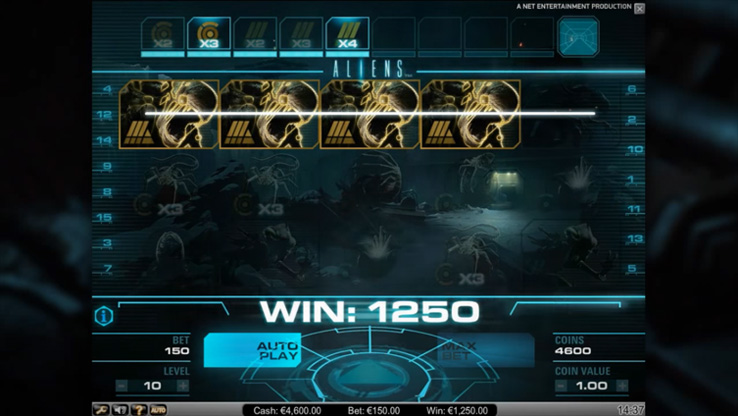 A NET ENTERTAINMENT PRODUCTION
X2 X3 X2 X3 X4
ALIENS
4 6
12 2
14 10
9 1
8 11
X3 X3
15 9
3 13
X3
7 5
WIN: 1250
BET
150
AUTO
PLAY
MAX
BET
COINS
4600
LEVEL
10
COIN VALUE
1.00
AUTO Cash: €4,600.00 Bet: €150.00 Win: €1,250.00 14:37